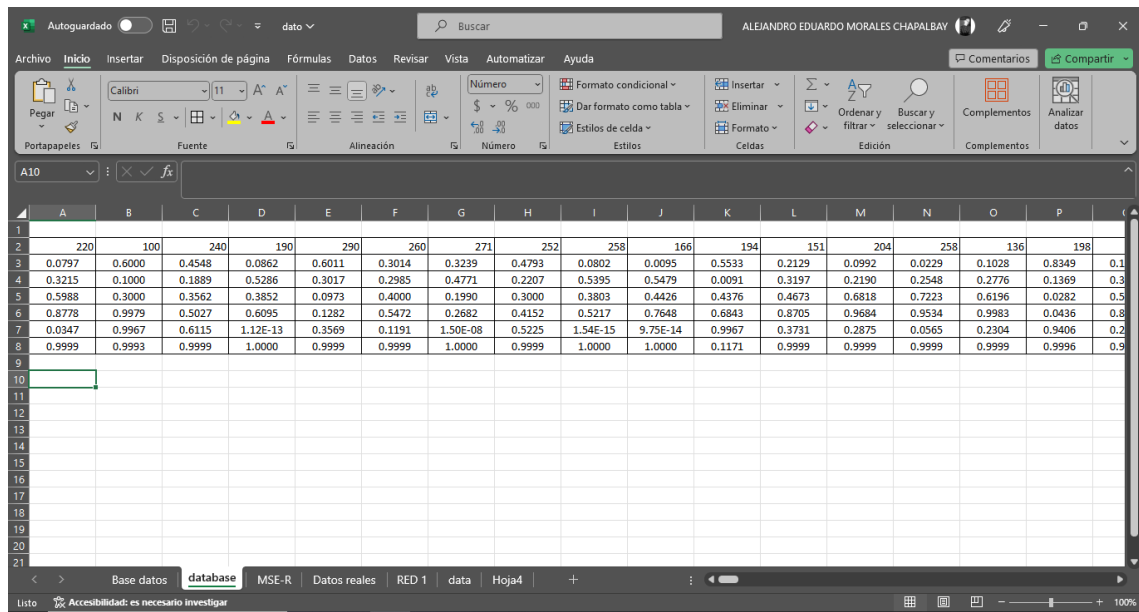 Autoguardado dato Buscar ALEJANDRO EDUARDO MORALES CHAPALBAY
Archivo Inicio Insertar Disposición de página Fórmulas Datos Revisar Vista Automatizar Ayuda Comentarios Compartir
Pegar
Calibri 11
N K S
Número
$ % 000
Formato condicional
Dar formato como tabla
Estilos de celda
Insertar
Eliminar
Formato
Ordenar y filtrar
Buscar y seleccionar
Complementos
Analizar datos
Portapapeles Fuente Alineación Número Estilos Celdas Edición Complementos
A10 fx
A B C D E F G H I J K L M N O P
1
2 220 100 240 190 290 260 271 252 258 166 194 151 204 258 136 198
3 0.0797 0.6000 0.4548 0.0862 0.6011 0.3014 0.3239 0.4793 0.0802 0.0095 0.5533 0.2129 0.0992 0.0229 0.1028 0.8349 0.1
4 0.3215 0.1000 0.1889 0.5286 0.3017 0.2985 0.4771 0.2207 0.5395 0.5479 0.0091 0.3197 0.2190 0.2548 0.2776 0.1369 0.3
5 0.5988 0.3000 0.3562 0.3852 0.0973 0.4000 0.1990 0.3000 0.3803 0.4426 0.4376 0.4673 0.6818 0.7223 0.6196 0.0282 0.5
6 0.8778 0.9979 0.5027 0.6095 0.1282 0.5472 0.2682 0.4152 0.5217 0.7648 0.6843 0.8705 0.9684 0.9534 0.9983 0.0436 0.8
7 0.0347 0.9967 0.6115 1.12E-13 0.3569 0.1191 1.50E-08 0.5225 1.54E-15 9.75E-14 0.9967 0.3731 0.2875 0.0565 0.2304 0.9406 0.2
8 0.9999 0.9993 0.9999 1.0000 0.9999 0.9999 1.0000 0.9999 1.0000 1.0000 0.1171 0.9999 0.9999 0.9999 0.9999 0.9996 0.9
9
10
11
12
13
14
15
16
17
18
19
20
21
Base datos database MSE-R Datos reales RED 1 data Hoja4
Listo Accesibilidad: es necesario investigar 100%